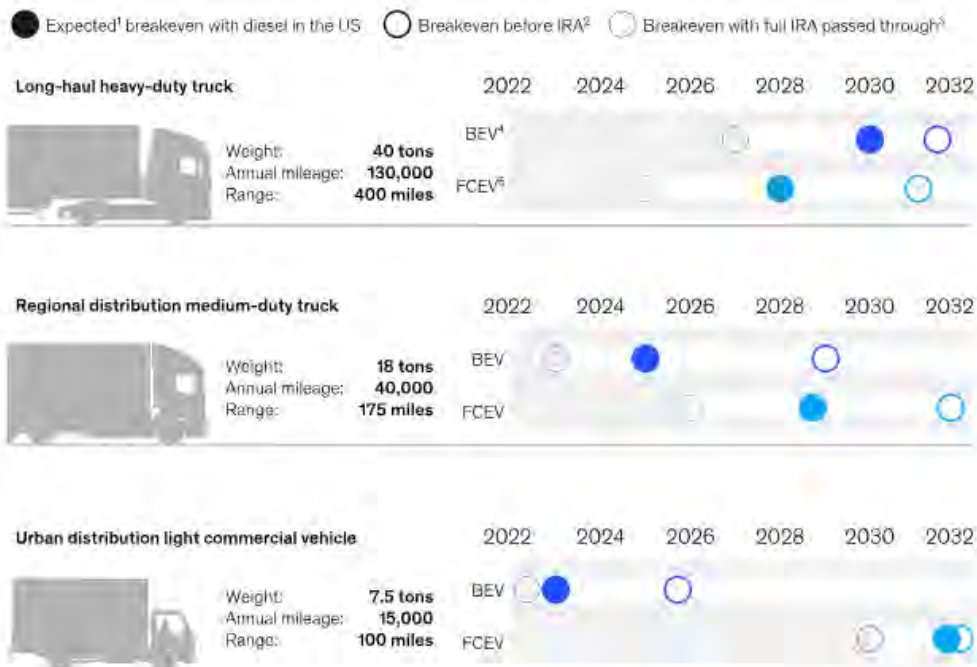 Expected¹ breakeven with diesel in the US Breakeven before IRA² Breakeven with full IRA passed through³
Long-haul heavy-duty truck 2022 2024 2026 2028 2030 2032
Weight: 40 tons BEV⁴
Annual mileage: 130,000
Range: 400 miles FCEV⁵
Regional distribution medium-duty truck 2022 2024 2026 2028 2030 2032
Weight: 18 tons BEV
Annual mileage: 40,000
Range: 175 miles FCEV
Urban distribution light commercial vehicle 2022 2024 2026 2028 2030 2032
Weight: 7.5 tons BEV
Annual mileage: 15,000
Range: 100 miles FCEV